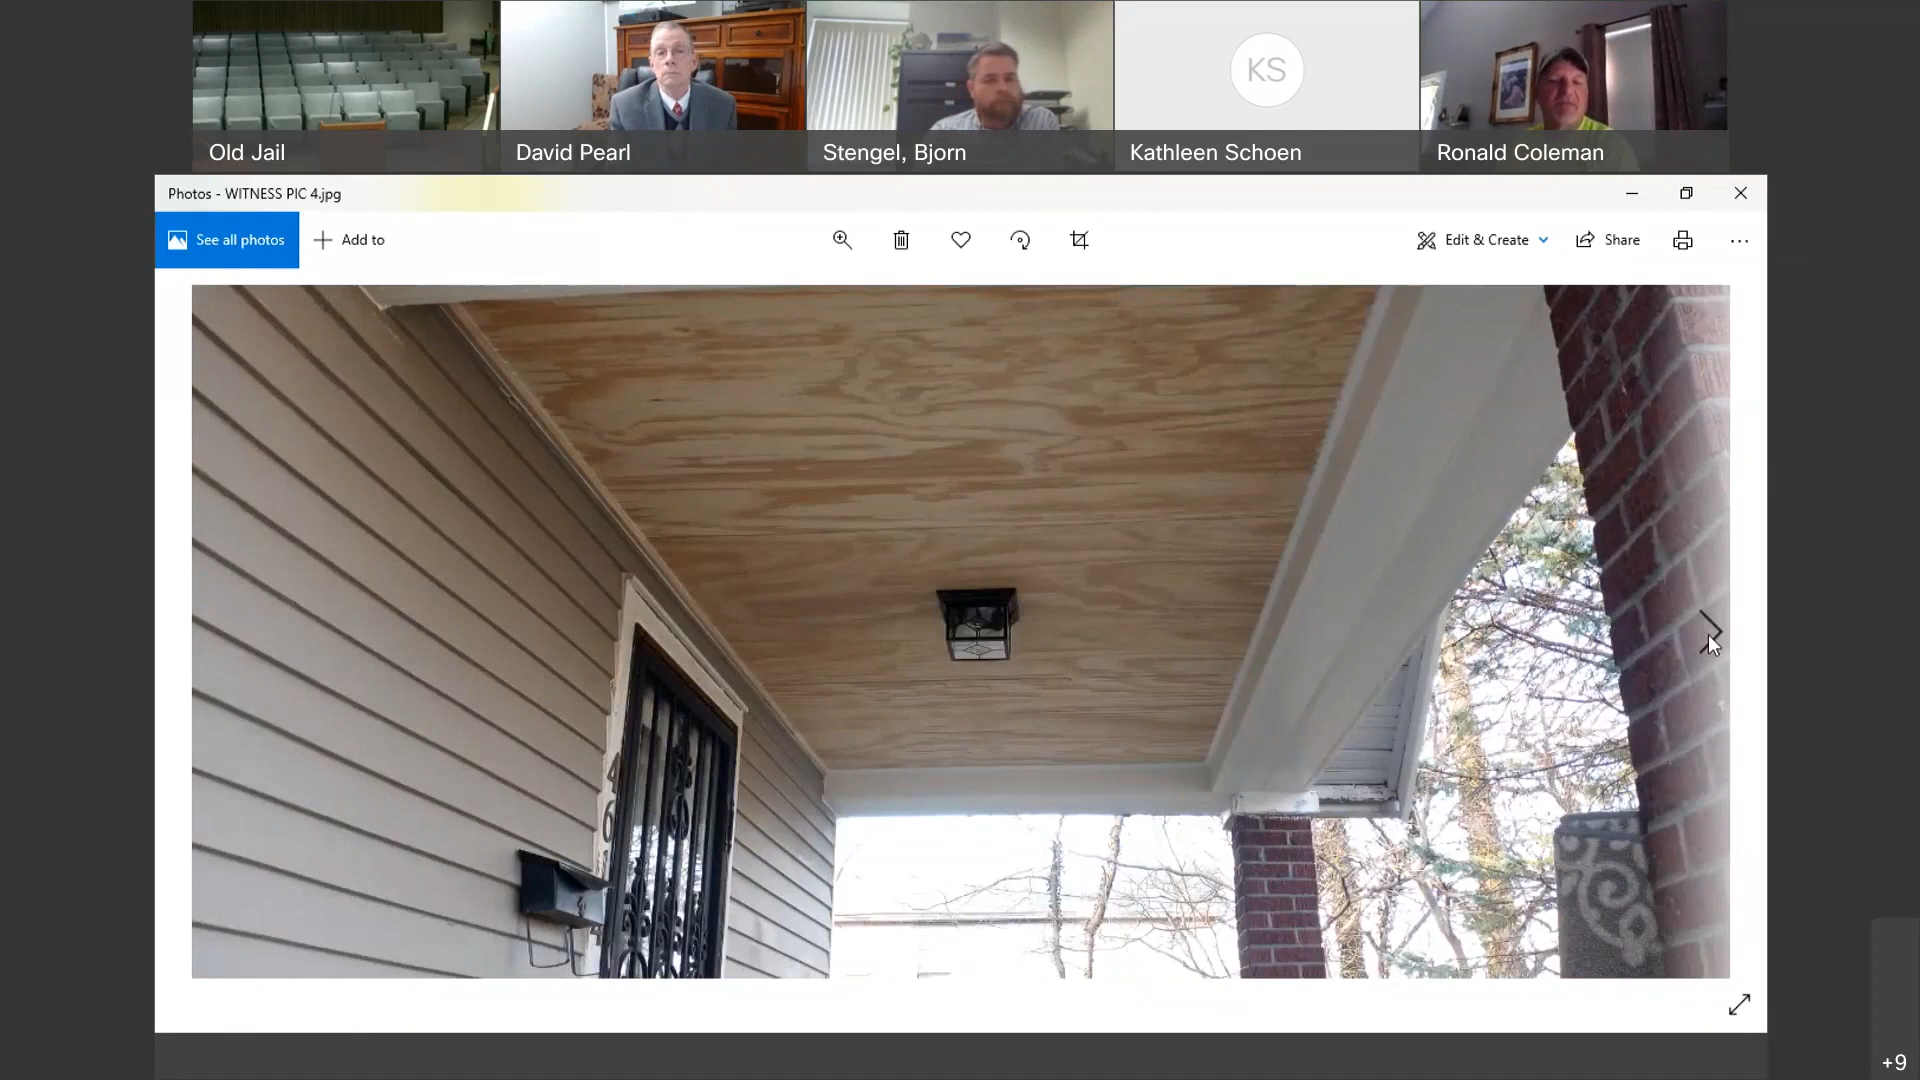 KS
Old Jail
David Pearl
Stengel, Bjorn
Kathleen Schoen
Ronald Coleman
Photos - WITNESS PIC 4.jpg
See all photos
Add to
Edit & Create
Share
+9